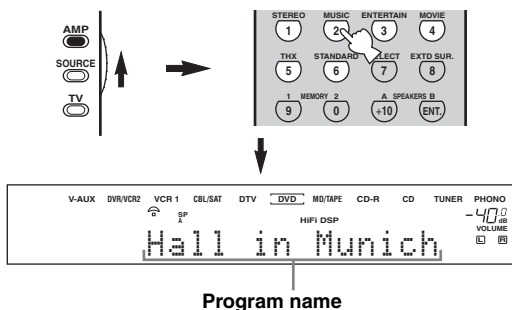 AMP
SOURCE
TV
STEREO MUSIC ENTERTAIN MOVIE
1 2 3 4
THX STANDARD SELECT EXTD SUR.
5 6 7 8
1 MEMORY 2 A SPEAKERS B
9 0 +10 ENT.
V-AUX DVR/VCR2 VCR 1 CBL/SAT DTV DVD MD/TAPE CD-R CD TUNER PHONO
SP
A
HiFi DSP
-40.0 dB
VOLUME
L R
Hall in Munich
Program name